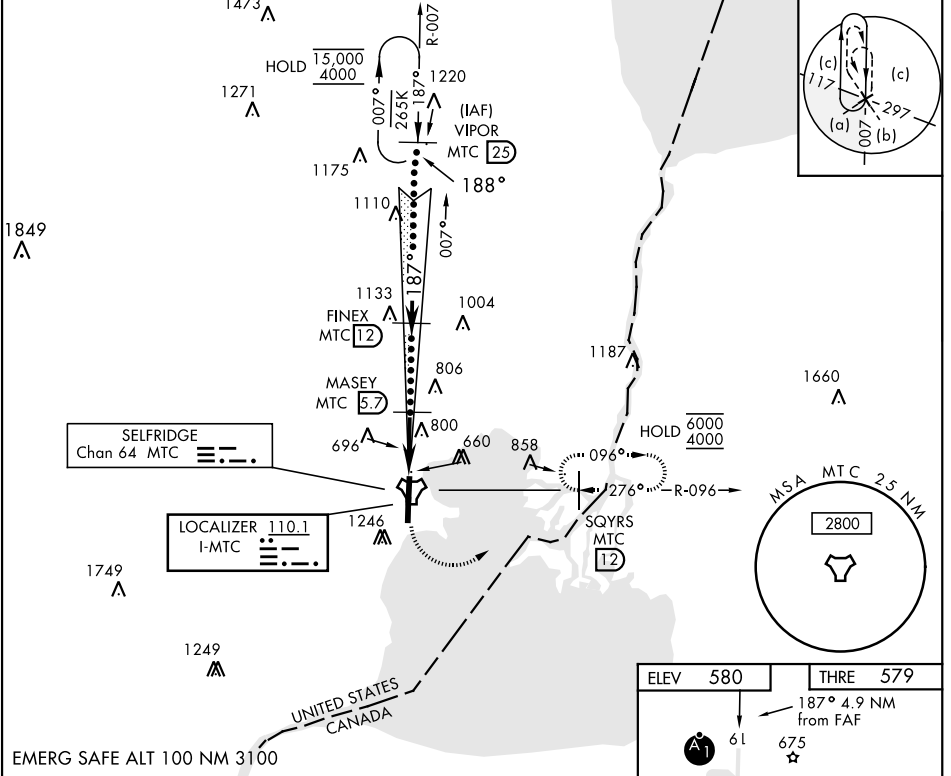 1473
R-007
HOLD 15,000
4000
007°
265K
187°
1220
1271
(IAF)
VIPOR
MTC 25
1175
188°
1110
007°
187°
1849
1133
1004
FINEX
MTC 12
806
MASEY
MTC 5.7
800
696
660
858
1187
1660
HOLD 6000
4000
096°
276°
R-096
SQYRS
MTC
12
SELFRIDGE
Chan 64 MTC
LOCALIZER 110.1
I-MTC
1246
1749
1249
UNITED STATES
CANADA
EMERG SAFE ALT 100 NM 3100
(c)
(c)
117
297
(a)
(b)
007
MSA MTC 25 NM
2800
ELEV 580
THRE 579
187° 4.9 NM
from FAF
A1
61
675